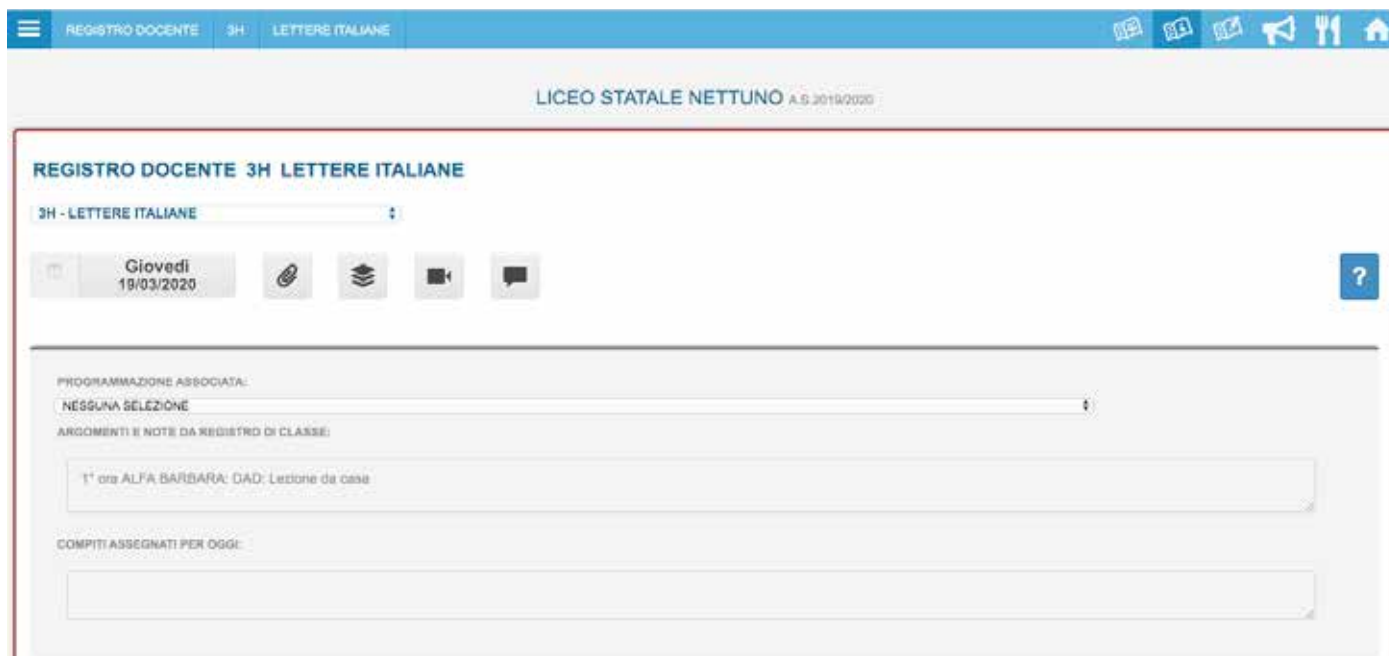 REGISTRO DOCENTE 3H LETTERE ITALIANE
LICEO STATALE NETTUNO A.S.2019/2020
REGISTRO DOCENTE 3H LETTERE ITALIANE
3H - LETTERE ITALIANE
Giovedì
19/03/2020
?
PROGRAMMAZIONE ASSOCIATA:
NESSUNA SELEZIONE
ARGOMENTI E NOTE DA REGISTRO DI CLASSE:
1° ora ALFA BARBARA: DAD: Lezione da casa
COMPITI ASSEGNATI PER OGGI: